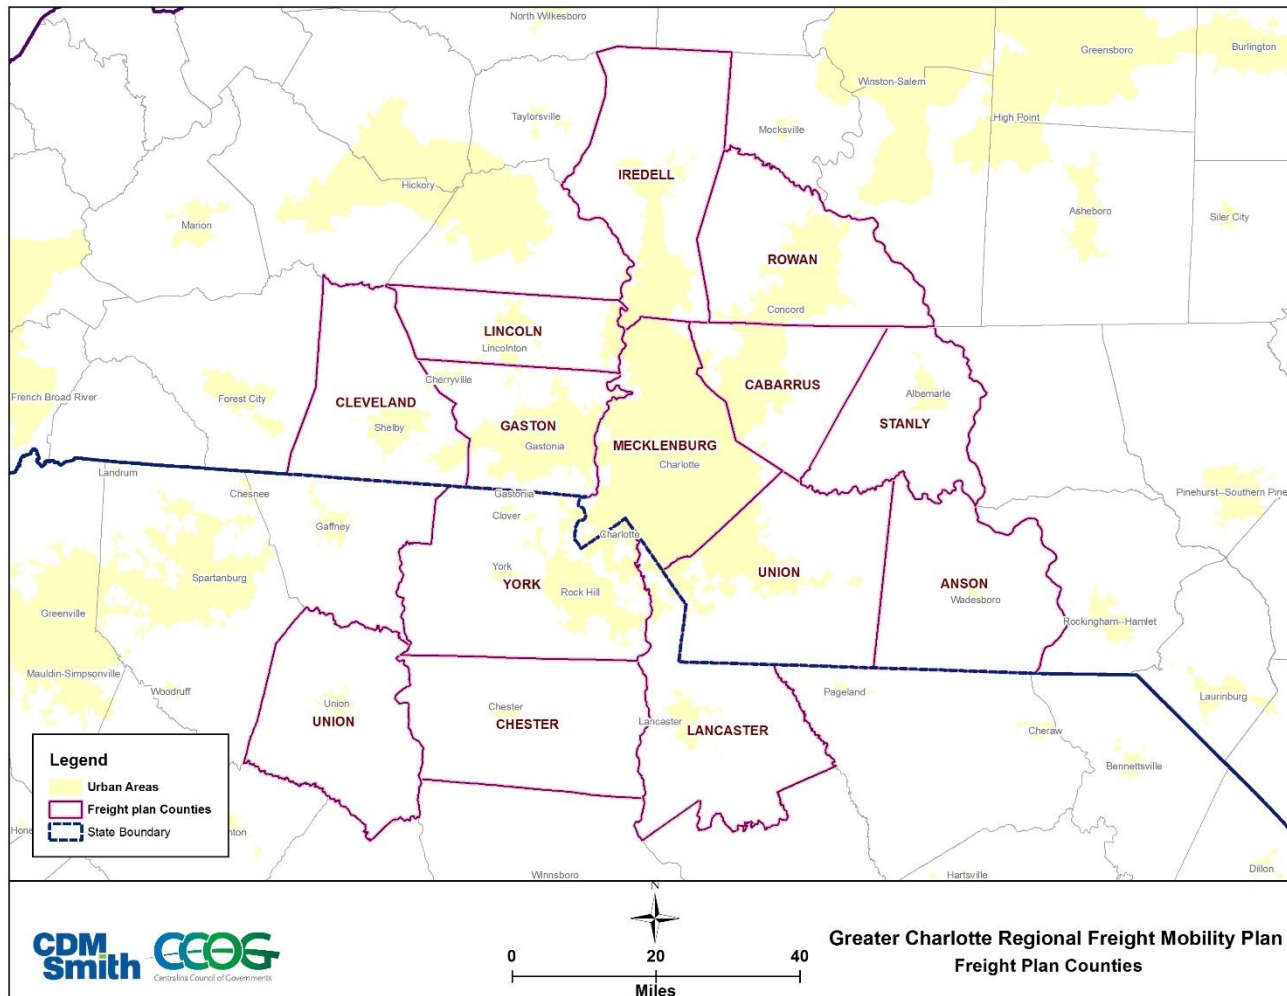 North Wilkesboro
Greensboro
Burlington
Winston-Salem
Taylorsville
High Point
Mocksville
IREDELL
Hickory
Asheboro
Siler City
Marion
ROWAN
Concord
LINCOLN
Lincolnton
Cherryville
CABARRUS
Albemarle
French Broad River
Forest City
CLEVELAND
Shelby
GASTON
Gastonia
STANLY
MECKLENBURG
Charlotte
Landrum
Chesnee
Gastonia
Pinehurst--Southern Pine
Clover
Gaffney
Charlotte
York
YORK
Rock Hill
UNION
ANSON
Wadesboro
Spartanburg
Greenville
Rockingham--Hamlet
Mauldin-Simpsonville
Woodruff
Union
UNION
Chester
CHESTER
Lancaster
LANCASTER
Pageland
Laurinburg
Cheraw
Bennettsville
Legend
Urban Areas
Freight plan Counties
State Boundary
Hone
nton
Winnsboro
Hartsville
Dillon
N
CDM
Smith
CCOG
Centralina Council of Governments
0 20 40
Miles
Greater Charlotte Regional Freight Mobility Plan
Freight Plan Counties